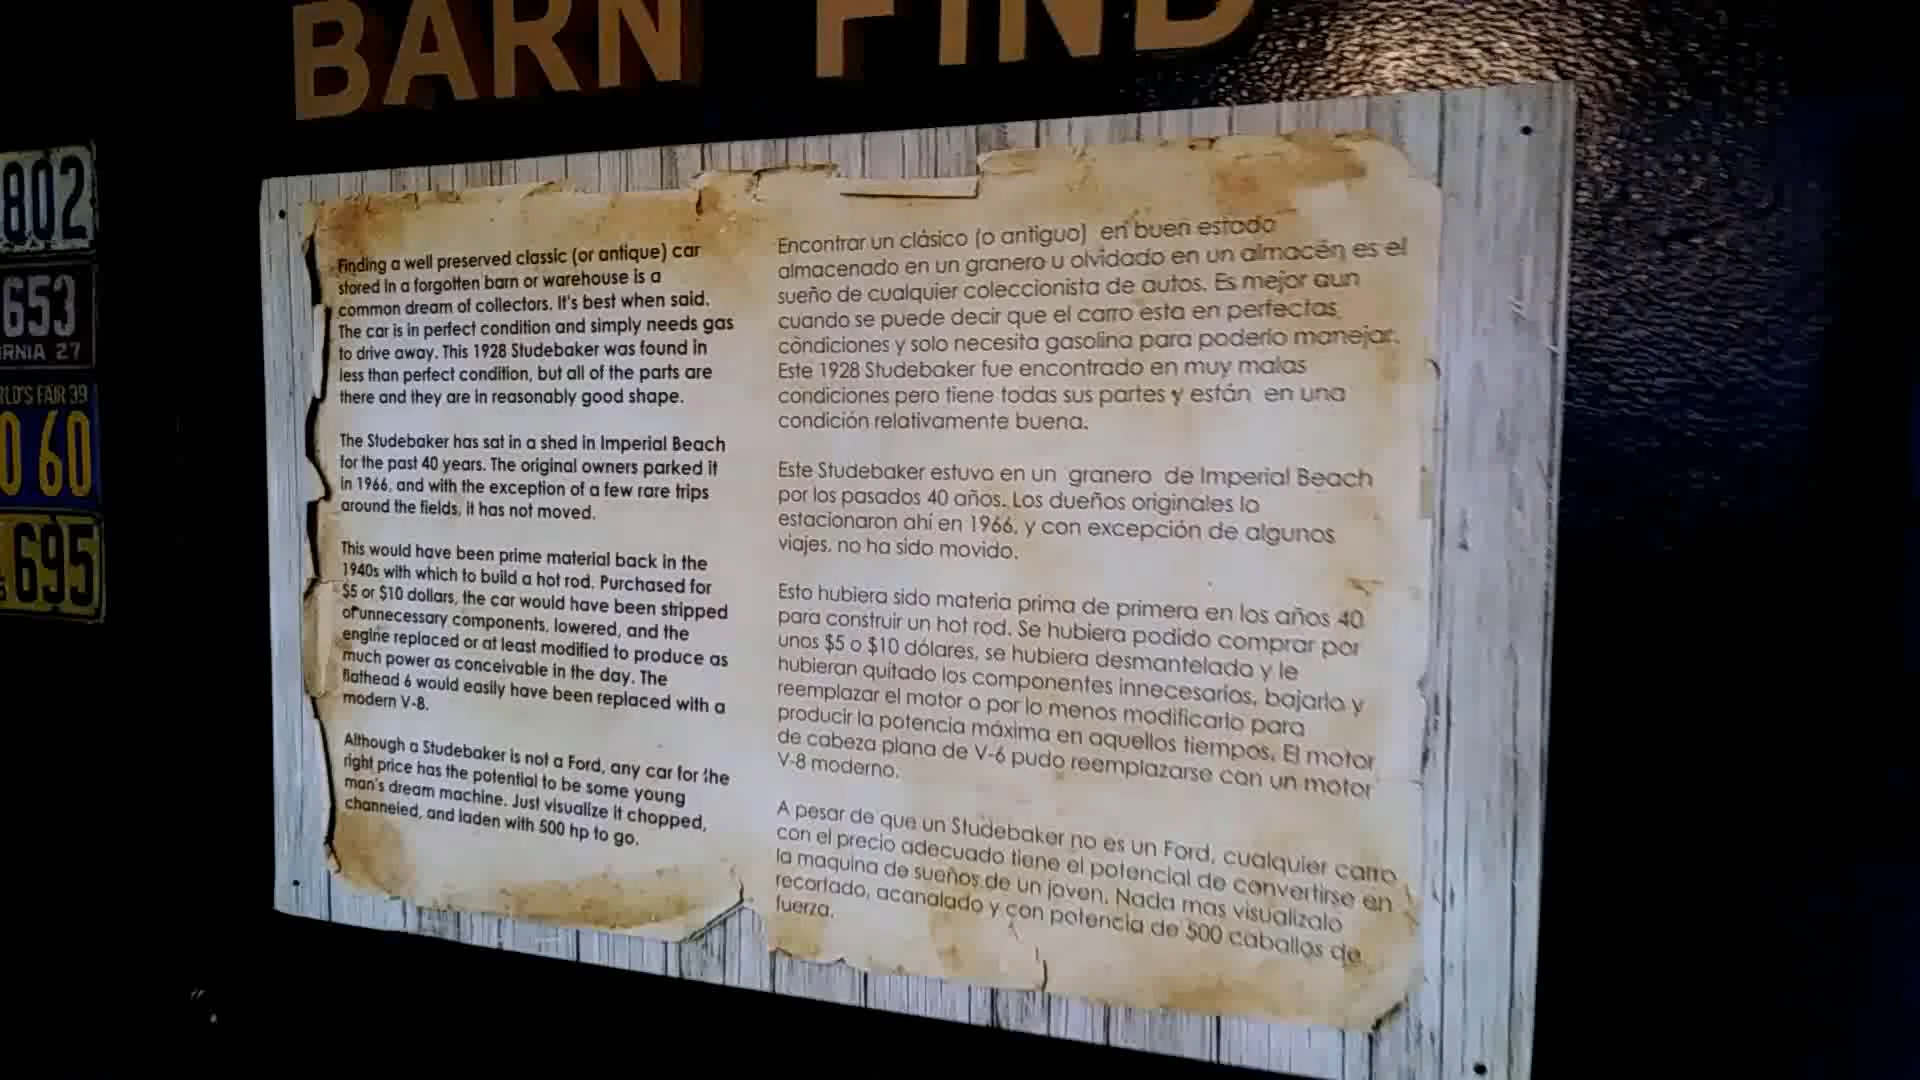 BARN FIND
802
653
RNIA 27
RLD'S FAIR 39
0 60
695
Finding a well preserved classic (or antique) car
stored in a forgotten barn or warehouse is a
common dream of collectors. It's best when said,
The car is in perfect condition and simply needs gas
to drive away. This 1928 Studebaker was found in
less than perfect condition, but all of the parts are
there and they are in reasonably good shape.
The Studebaker has sat in a shed in Imperial Beach
for the past 40 years. The original owners parked it
in 1966, and with the exception of a few rare trips
around the fields, it has not moved.
This would have been prime material back in the
1940s with which to build a hot rod. Purchased for
$5 or $10 dollars, the car would have been stripped
of unnecessary components, lowered, and the
engine replaced or at least modified to produce as
much power as conceivable in the day. The
flathead 6 would easily have been replaced with a
modern V-8.
Although a Studebaker is not a Ford, any car for the
right price has the potential to be some young
man's dream machine. Just visualize it chopped,
channeled, and laden with 500 hp to go.
Encontrar un clásico (o antiguo) en buen estado
almacenado en un granero u olvidado en un almacén es el
sueño de cualquier coleccionista de autos. Es mejor aun
cuando se puede decir que el carro esta en perfectas
condiciones y solo necesita gasolina para poderlo manejar.
Este 1928 Studebaker fue encontrado en muy malas
condiciones pero tiene todas sus partes y están en una
condición relativamente buena.
Este Studebaker estuvo en un granero de Imperial Beach
por los pasados 40 años. Los dueños originales lo
estacionaron ahi en 1966, y con excepción de algunos
viajes, no ha sido movido.
Esto hubiera sido materia prima de primera en los años 40
para construir un hot rod. Se hubiera podido comprar por
unos $5 o $10 dólares, se hubiera desmantelada y le
hubieran quitado los componentes innecesarios, bajarlo y
reemplazar el motor o por lo menos modificarlo para
producir la potencia máxima en aquellos tiempos. El motor
de cabeza plana de V-6 pudo reemplazarse con un motor
V-8 moderno.
A pesar de que un Studebaker no es un Ford, cualquier carro
con el precio adecuado tiene el potencial de convertirse en
la maquina de sueños de un joven. Nada mas visualizalo
recortado, acanalado y con potencia de 500 caballos de
fuerza.